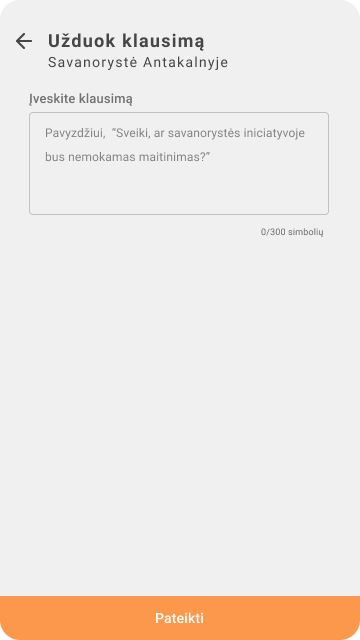 Užduok klausimą
Savanorystė Antakalnyje
Įveskite klausimą
Pavyzdžiui, “Sveiki, ar savanorystės iniciatyvoje
bus nemokamas maitinimas?”
0/300 simbolių
Pateikti